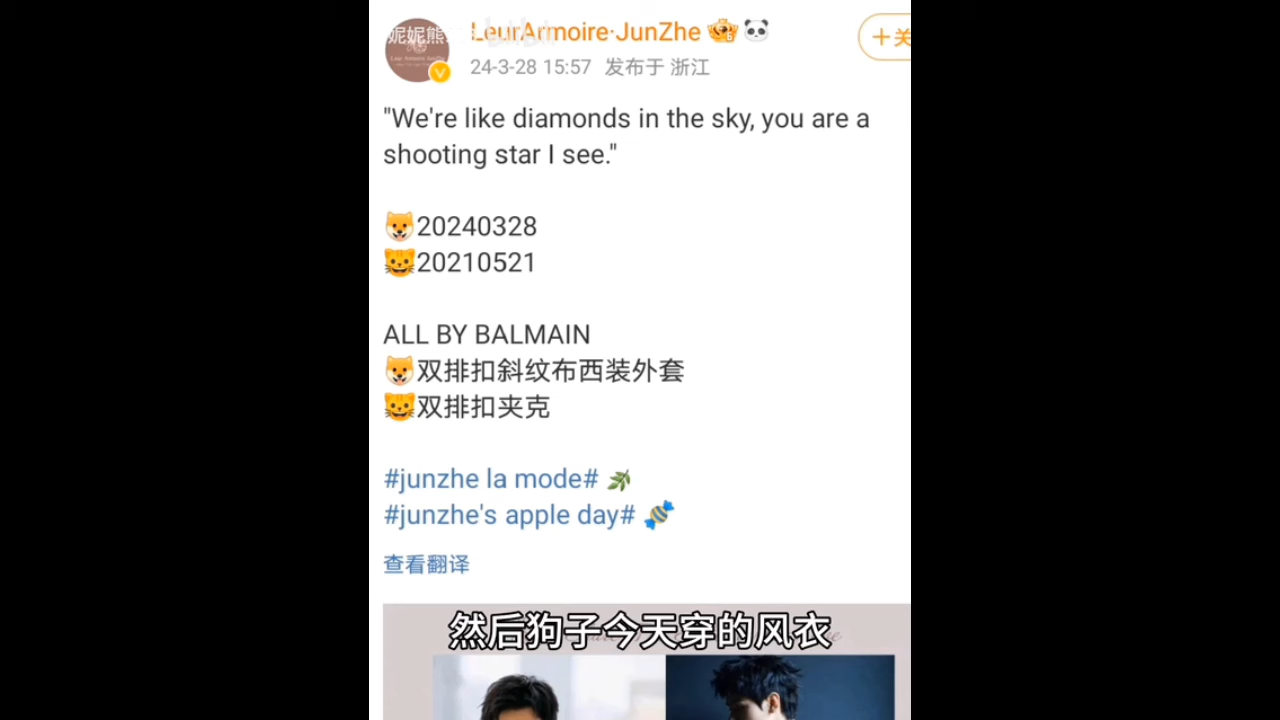 妮妮熊
LeurArmoire·JunZhe
24-3-28 15:57 发布于 浙江
+关
"We're like diamonds in the sky, you are a
shooting star I see."
20240328
20210521
ALL BY BALMAIN
双排扣斜纹布西装外套
双排扣夹克
#junzhe la mode#
#junzhe's apple day#
查看翻译
然后狗子今天穿的风衣